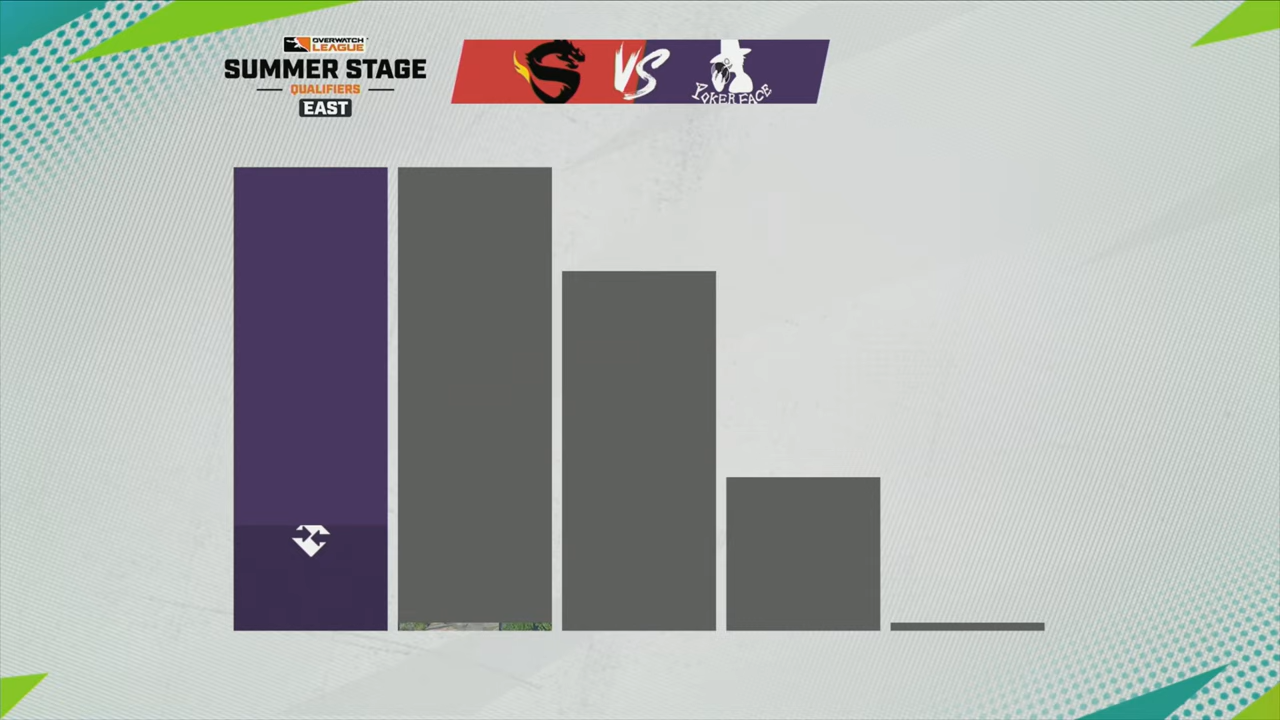 OVERWATCH
LEAGUE
SUMMER STAGE
QUALIFIERS
EAST
VS
POKERFACE